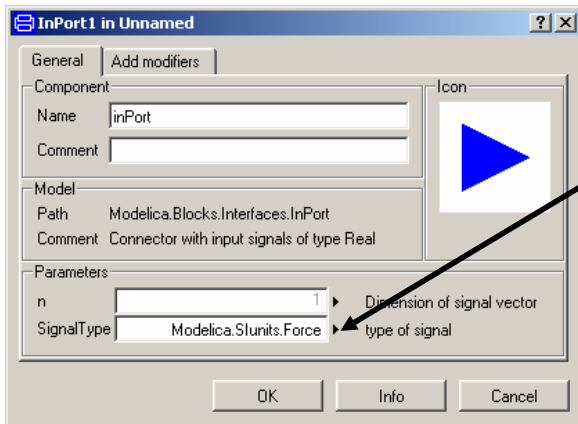 InPort1 in Unnamed
General Add modifiers
Component
Icon
Name inPort
Comment
Model
Path Modelica.Blocks.Interfaces.InPort
Comment Connector with input signals of type Real
Parameters
n 1 Dimension of signal vector
SignalType Modelica.SIunits.Force type of signal
OK Info Cancel